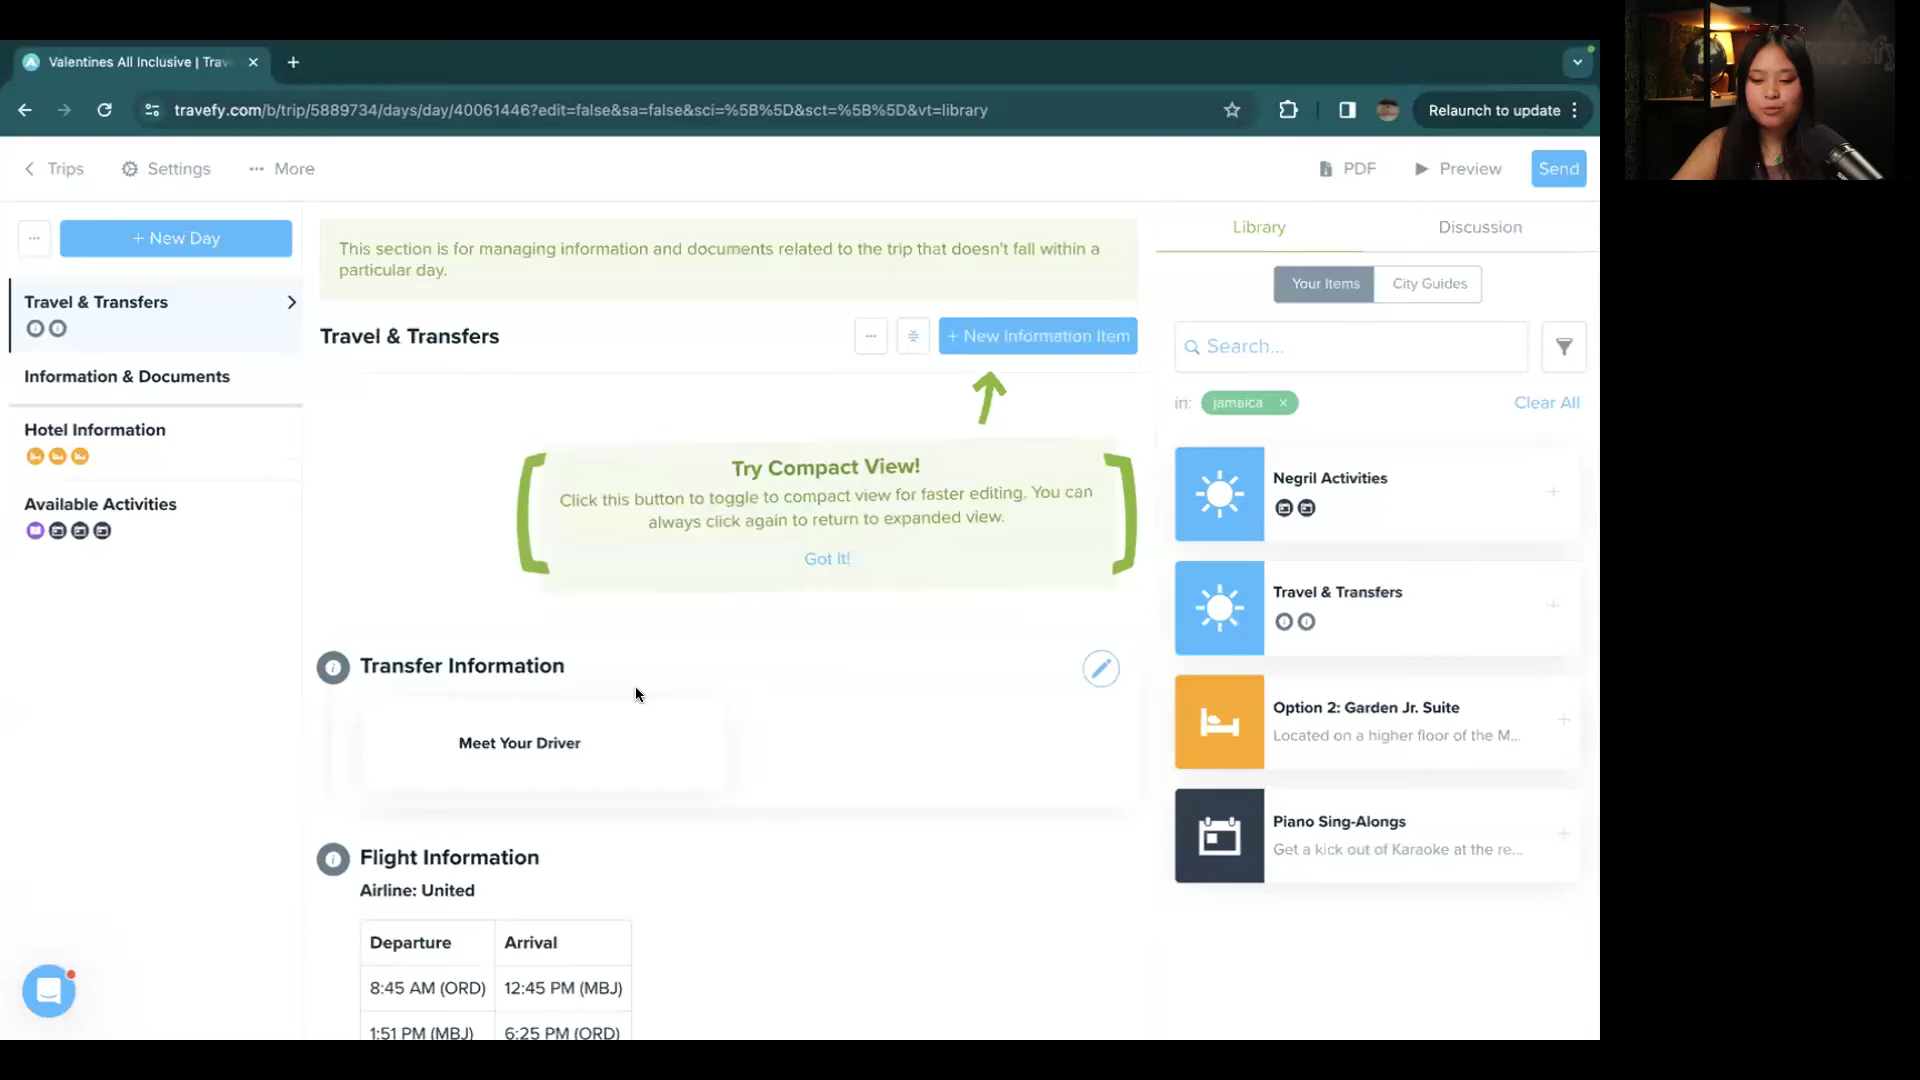 Valentines All Inclusive | Trav
travefy.com/b/trip/5889734/days/day/40061446?edit=false&sa=false&sci=%5B%5D&sct=%5B%5D&vt=library
Relaunch to update
Trips
Settings
More
PDF
Preview
Send
+ New Day
Travel & Transfers
Information & Documents
Hotel Information
Available Activities
This section is for managing information and documents related to the trip that doesn't fall within a
particular day.
Travel & Transfers
+ New Information Item
Try Compact View!
Click this button to toggle to compact view for faster editing. You can
always click again to return to expanded view.
Got It!
Transfer Information
Meet Your Driver
Flight Information
Airline: United
Departure Arrival
8:45 AM (ORD) 12:45 PM (MBJ)
1:51 PM (MBJ) 6:25 PM (ORD)
Library
Discussion
Your Items
City Guides
Search...
in: jamaica ×
Clear All
Negril Activities
Travel & Transfers
Option 2: Garden Jr. Suite
Located on a higher floor of the M...
Piano Sing-Alongs
Get a kick out of Karaoke at the re...